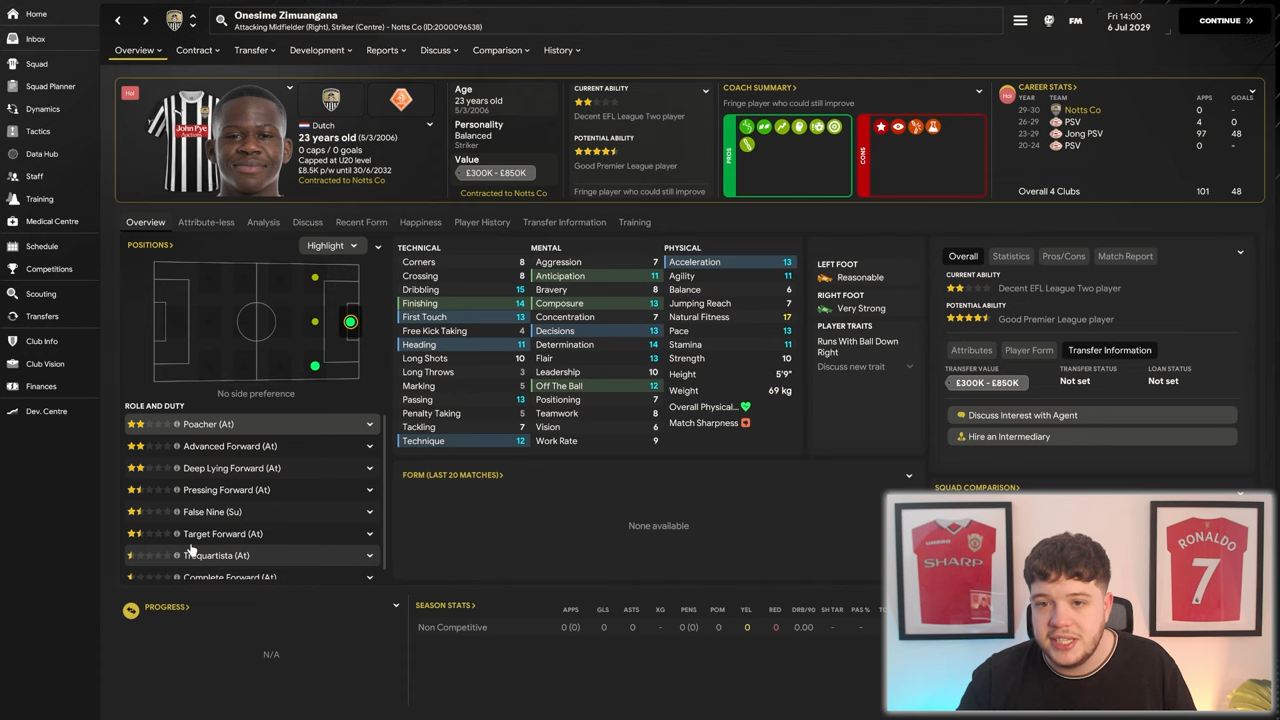 Home
Inbox
Squad
Squad Planner
Dynamics
Tactics
Data Hub
Staff
Training
Medical Centre
Schedule
Competitions
Scouting
Transfers
Club Info
Club Vision
Finances
Dev. Centre
Onesime Zimuangana
Attacking Midfielder (Right), Striker (Centre) - Notts Co (ID:2000096538)
FM
Fri 14:00
6 Jul 2029
CONTINUE
Overview
Contract
Transfer
Development
Reports
Discuss
Comparison
History
Hol
John Pye
Auctions
Dutch
23 years old (5/3/2006)
0 caps / 0 goals
Capped at U20 level
£8.5K p/w until 30/6/2032
Contracted to Notts Co
Age
23 years old
5/3/2006
Personality
Balanced
Striker
Value
£300K - £850K
Contracted to Notts Co
CURRENT ABILITY
Decent EFL League Two player
POTENTIAL ABILITY
Good Premier League player
Fringe player who could still improve
COACH SUMMARY>
Fringe player who could still improve
PROS
CONS
Hol
CAREER STATS>
YEAR TEAM APPS GOALS
29-30 Notts Co 0 -
26-29 PSV 4 0
23-29 Jong PSV 97 48
20-24 PSV 0 -
Overall 4 Clubs 101 48
Overview
Attribute-less
Analysis
Discuss
Recent Form
Happiness
Player History
Transfer Information
Training
POSITIONS>
Highlight
No side preference
ROLE AND DUTY
Poacher (At)
Advanced Forward (At)
Deep Lying Forward (At)
Pressing Forward (At)
False Nine (Su)
Target Forward (At)
Trequartista (At)
Complete Forward (At)
TECHNICAL
Corners 8
Crossing 8
Dribbling 15
Finishing 14
First Touch 13
Free Kick Taking 4
Heading 11
Long Shots 10
Long Throws 3
Marking 5
Passing 13
Penalty Taking 5
Tackling 7
Technique 12
MENTAL
Aggression 7
Anticipation 11
Bravery 8
Composure 13
Concentration 7
Decisions 13
Determination 14
Flair 13
Leadership 10
Off The Ball 12
Positioning 7
Teamwork 8
Vision 6
Work Rate 9
PHYSICAL
Acceleration 13
Agility 11
Balance 6
Jumping Reach 7
Natural Fitness 17
Pace 13
Stamina 11
Strength 10
Height 5'9"
Weight 69 kg
Overall Physical...
Match Sharpness
LEFT FOOT
Reasonable
RIGHT FOOT
Very Strong
PLAYER TRAITS
Runs With Ball Down
Right
Discuss new trait
Overall
Statistics
Pros/Cons
Match Report
CURRENT ABILITY
Decent EFL League Two player
POTENTIAL ABILITY
Good Premier League player
Attributes
Player Form
Transfer Information
TRANSFER VALUE TRANSFER STATUS LOAN STATUS
£300K - £850K Not set Not set
Discuss Interest with Agent
Hire an Intermediary
SQUAD COMPARISON>
FORM (LAST 20 MATCHES)>
None available
PROGRESS>
N/A
SEASON STATS>
APPS GLS ASTS XG PENS POM YEL RED DRB/90 SH TAR PAS %
Non Competitive 0 (0) 0 0 - 0 (0) 0 0 0 0.00 - -
SHARP
RONALDO
7